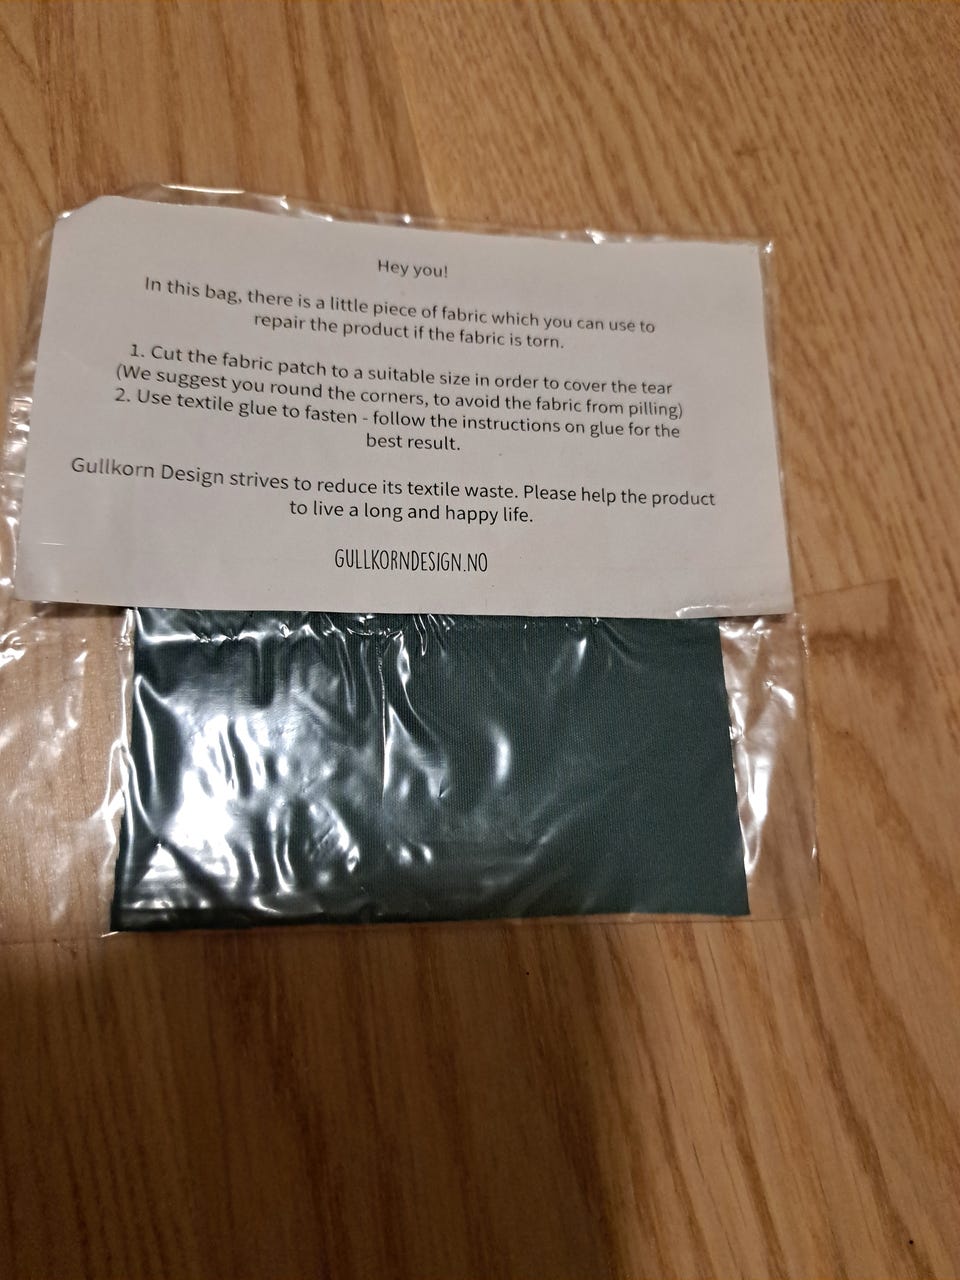 Hey you!
In this bag, there is a little piece of fabric which you can use to
repair the product if the fabric is torn.
1. Cut the fabric patch to a suitable size in order to cover the tear
(We suggest you round the corners, to avoid the fabric from pilling)
2. Use textile glue to fasten - follow the instructions on glue for the
best result.
Gullkorn Design strives to reduce its textile waste. Please help the product
to live a long and happy life.
GULLKORNDESIGN.NO